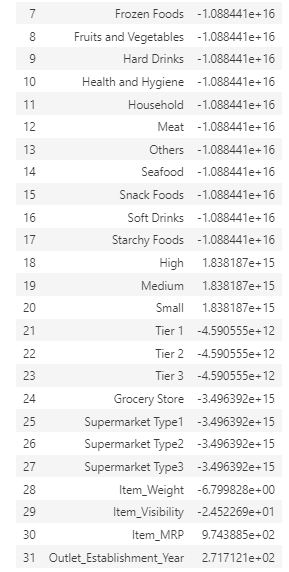 7 Frozen Foods -1.088441e+16
8 Fruits and Vegetables -1.088441e+16
9 Hard Drinks -1.088441e+16
10 Health and Hygiene -1.088441e+16
11 Household -1.088441e+16
12 Meat -1.088441e+16
13 Others -1.088441e+16
14 Seafood -1.088441e+16
15 Snack Foods -1.088441e+16
16 Soft Drinks -1.088441e+16
17 Starchy Foods -1.088441e+16
18 High 1.838187e+15
19 Medium 1.838187e+15
20 Small 1.838187e+15
21 Tier 1 -4.590555e+12
22 Tier 2 -4.590555e+12
23 Tier 3 -4.590555e+12
24 Grocery Store -3.496392e+15
25 Supermarket Type1 -3.496392e+15
26 Supermarket Type2 -3.496392e+15
27 Supermarket Type3 -3.496392e+15
28 Item_Weight -6.799828e+00
29 Item_Visibility -2.452269e+01
30 Item_MRP 9.743885e+02
31 Outlet_Establishment_Year 2.717121e+02